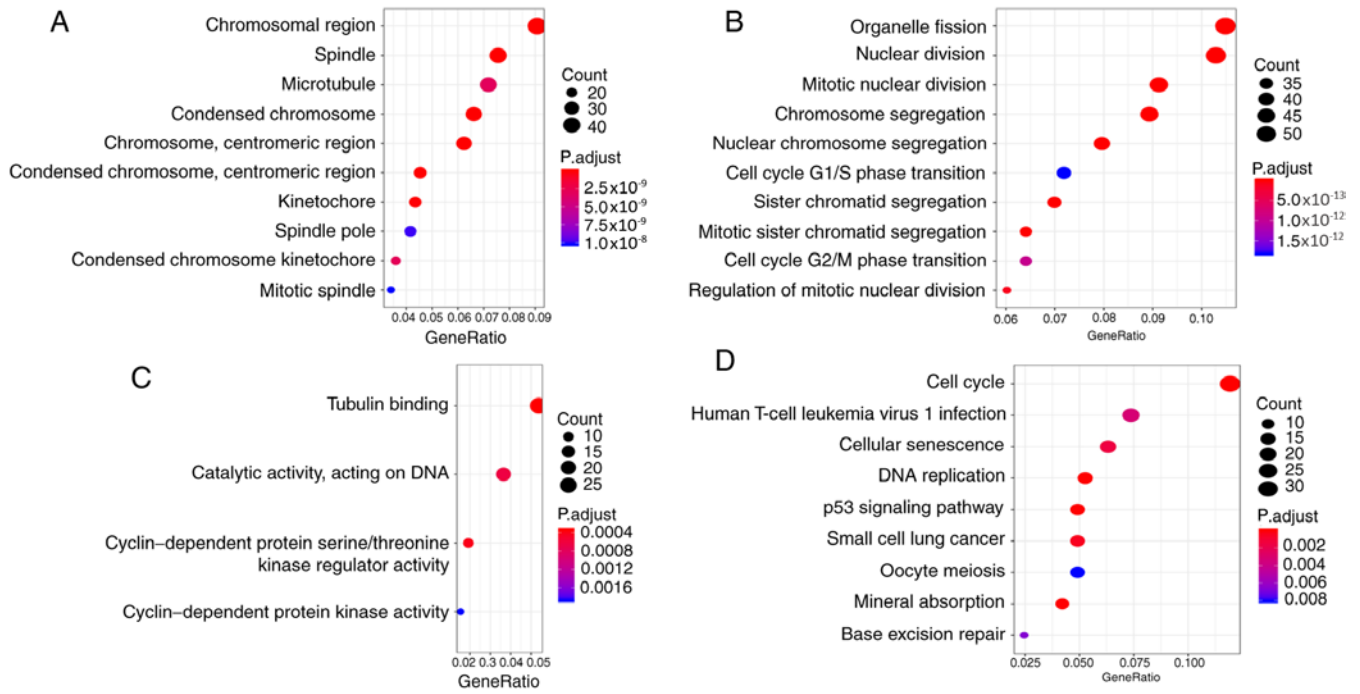 A
Chromosomal region
Spindle
Microtubule
Condensed chromosome
Chromosome, centromeric region
Condensed chromosome, centromeric region
Kinetochore
Spindle pole
Condensed chromosome kinetochore
Mitotic spindle
0.04 0.05 0.06 0.07 0.08 0.09
GeneRatio
Count
20
30
40
P.adjust
2.5x10⁻⁹
5.0x10⁻⁹
7.5x10⁻⁹
1.0x10⁻⁸
B
Organelle fission
Nuclear division
Mitotic nuclear division
Chromosome segregation
Nuclear chromosome segregation
Cell cycle G1/S phase transition
Sister chromatid segregation
Mitotic sister chromatid segregation
Cell cycle G2/M phase transition
Regulation of mitotic nuclear division
0.06 0.07 0.08 0.09 0.10
GeneRatio
Count
35
40
45
50
P.adjust
5.0x10⁻¹³⁸
1.0x10⁻¹²⁵
1.5x10⁻¹²
C
Tubulin binding
Catalytic activity, acting on DNA
Cyclin–dependent protein serine/threonine
kinase regulator activity
Cyclin–dependent protein kinase activity
0.02 0.3 0.04 0.05
GeneRatio
Count
10
15
20
25
P.adjust
0.0004
0.0008
0.0012
0.0016
D
Cell cycle
Human T-cell leukemia virus 1 infection
Cellular senescence
DNA replication
p53 signaling pathway
Small cell lung cancer
Oocyte meiosis
Mineral absorption
Base excision repair
0.025 0.050 0.075 0.100
GeneRatio
Count
10
15
20
25
30
P.adjust
0.002
0.004
0.006
0.008